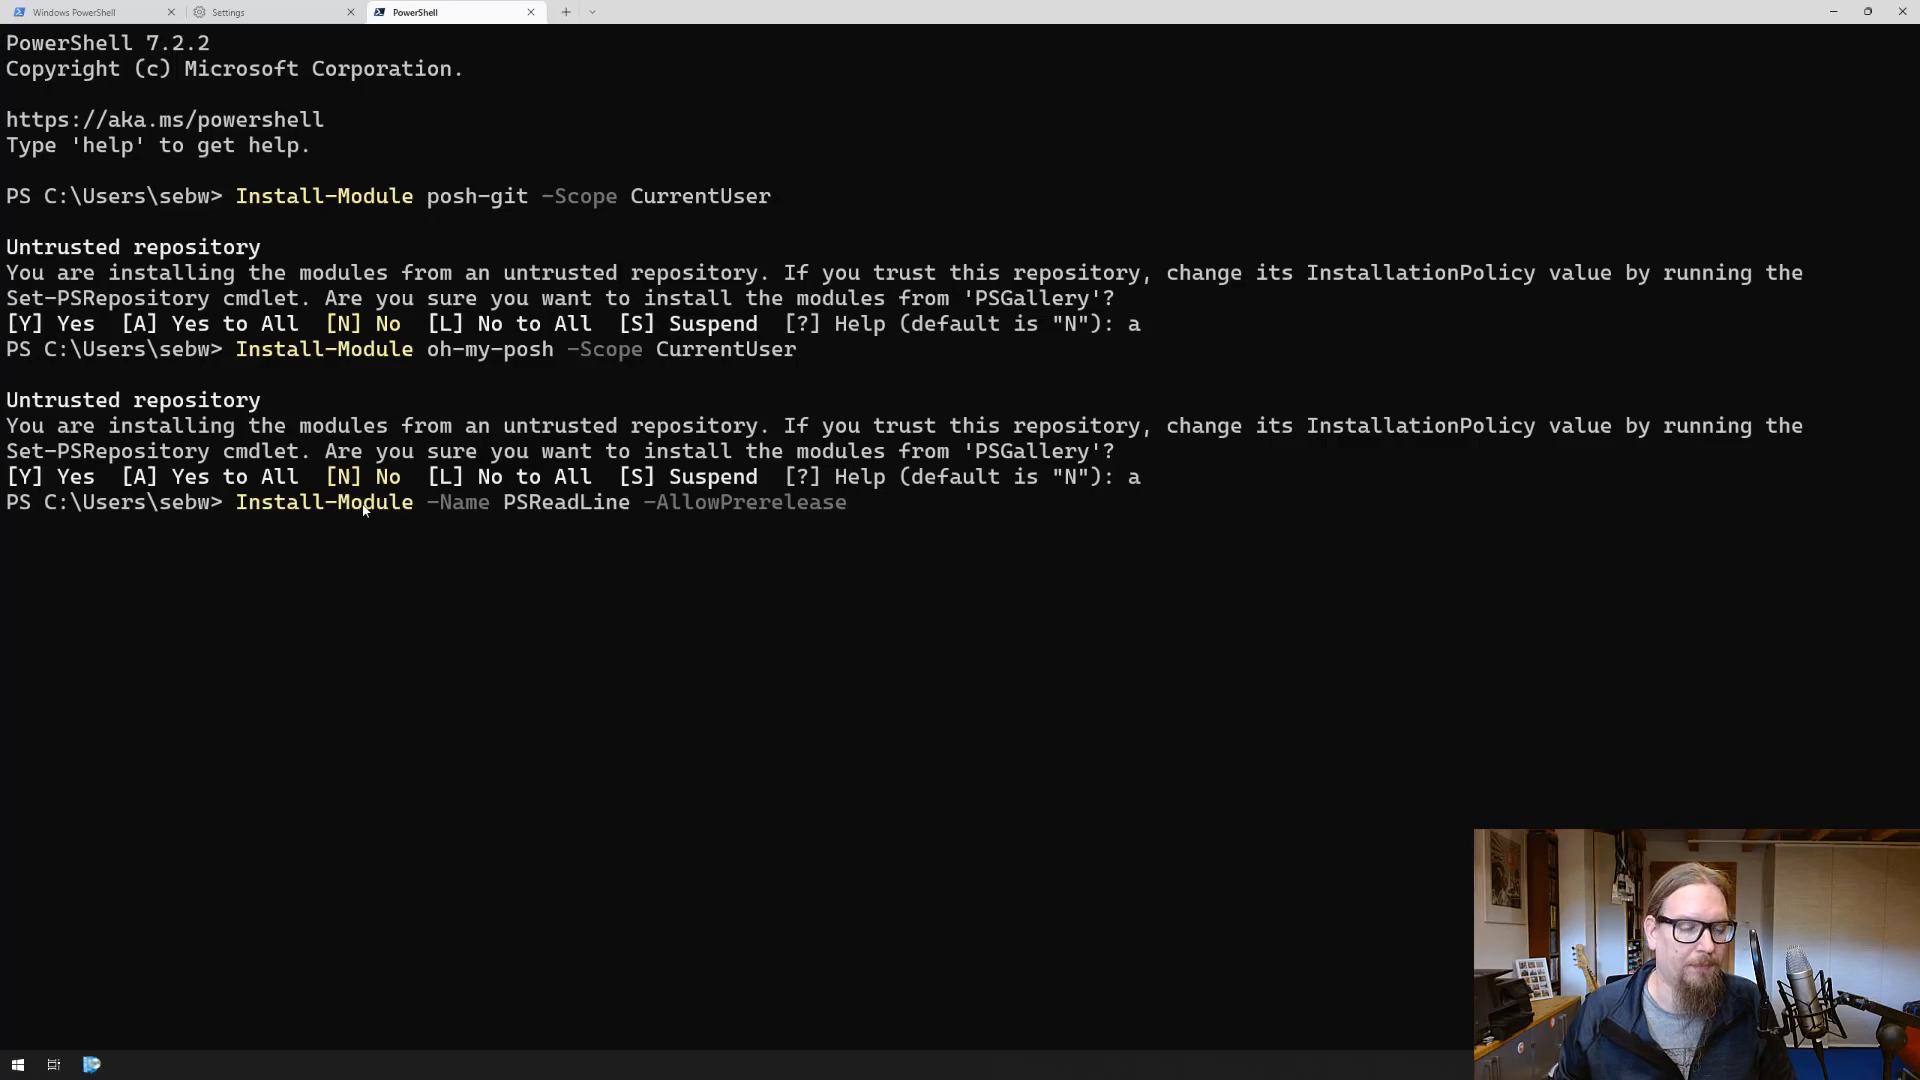 Windows PowerShell
Settings
PowerShell
PowerShell 7.2.2
Copyright (c) Microsoft Corporation.
https://aka.ms/powershell
Type 'help' to get help.
PS C:\Users\sebw> Install-Module posh-git -Scope CurrentUser
Untrusted repository
You are installing the modules from an untrusted repository. If you trust this repository, change its InstallationPolicy value by running the
Set-PSRepository cmdlet. Are you sure you want to install the modules from 'PSGallery'?
[Y] Yes  [A] Yes to All  [N] No  [L] No to All  [S] Suspend  [?] Help (default is "N"): a
PS C:\Users\sebw> Install-Module oh-my-posh -Scope CurrentUser
Untrusted repository
You are installing the modules from an untrusted repository. If you trust this repository, change its InstallationPolicy value by running the
Set-PSRepository cmdlet. Are you sure you want to install the modules from 'PSGallery'?
[Y] Yes  [A] Yes to All  [N] No  [L] No to All  [S] Suspend  [?] Help (default is "N"): a
PS C:\Users\sebw> Install-Module -Name PSReadLine -AllowPrerelease